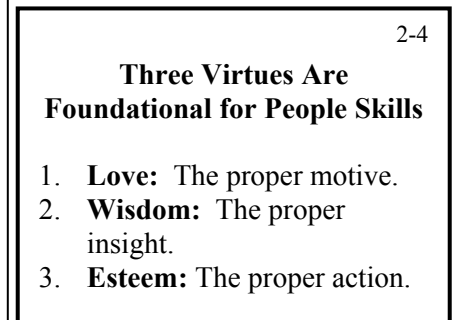 2-4
Three Virtues Are
Foundational for People Skills
1. Love: The proper motive.
2. Wisdom: The proper
insight.
3. Esteem: The proper action.